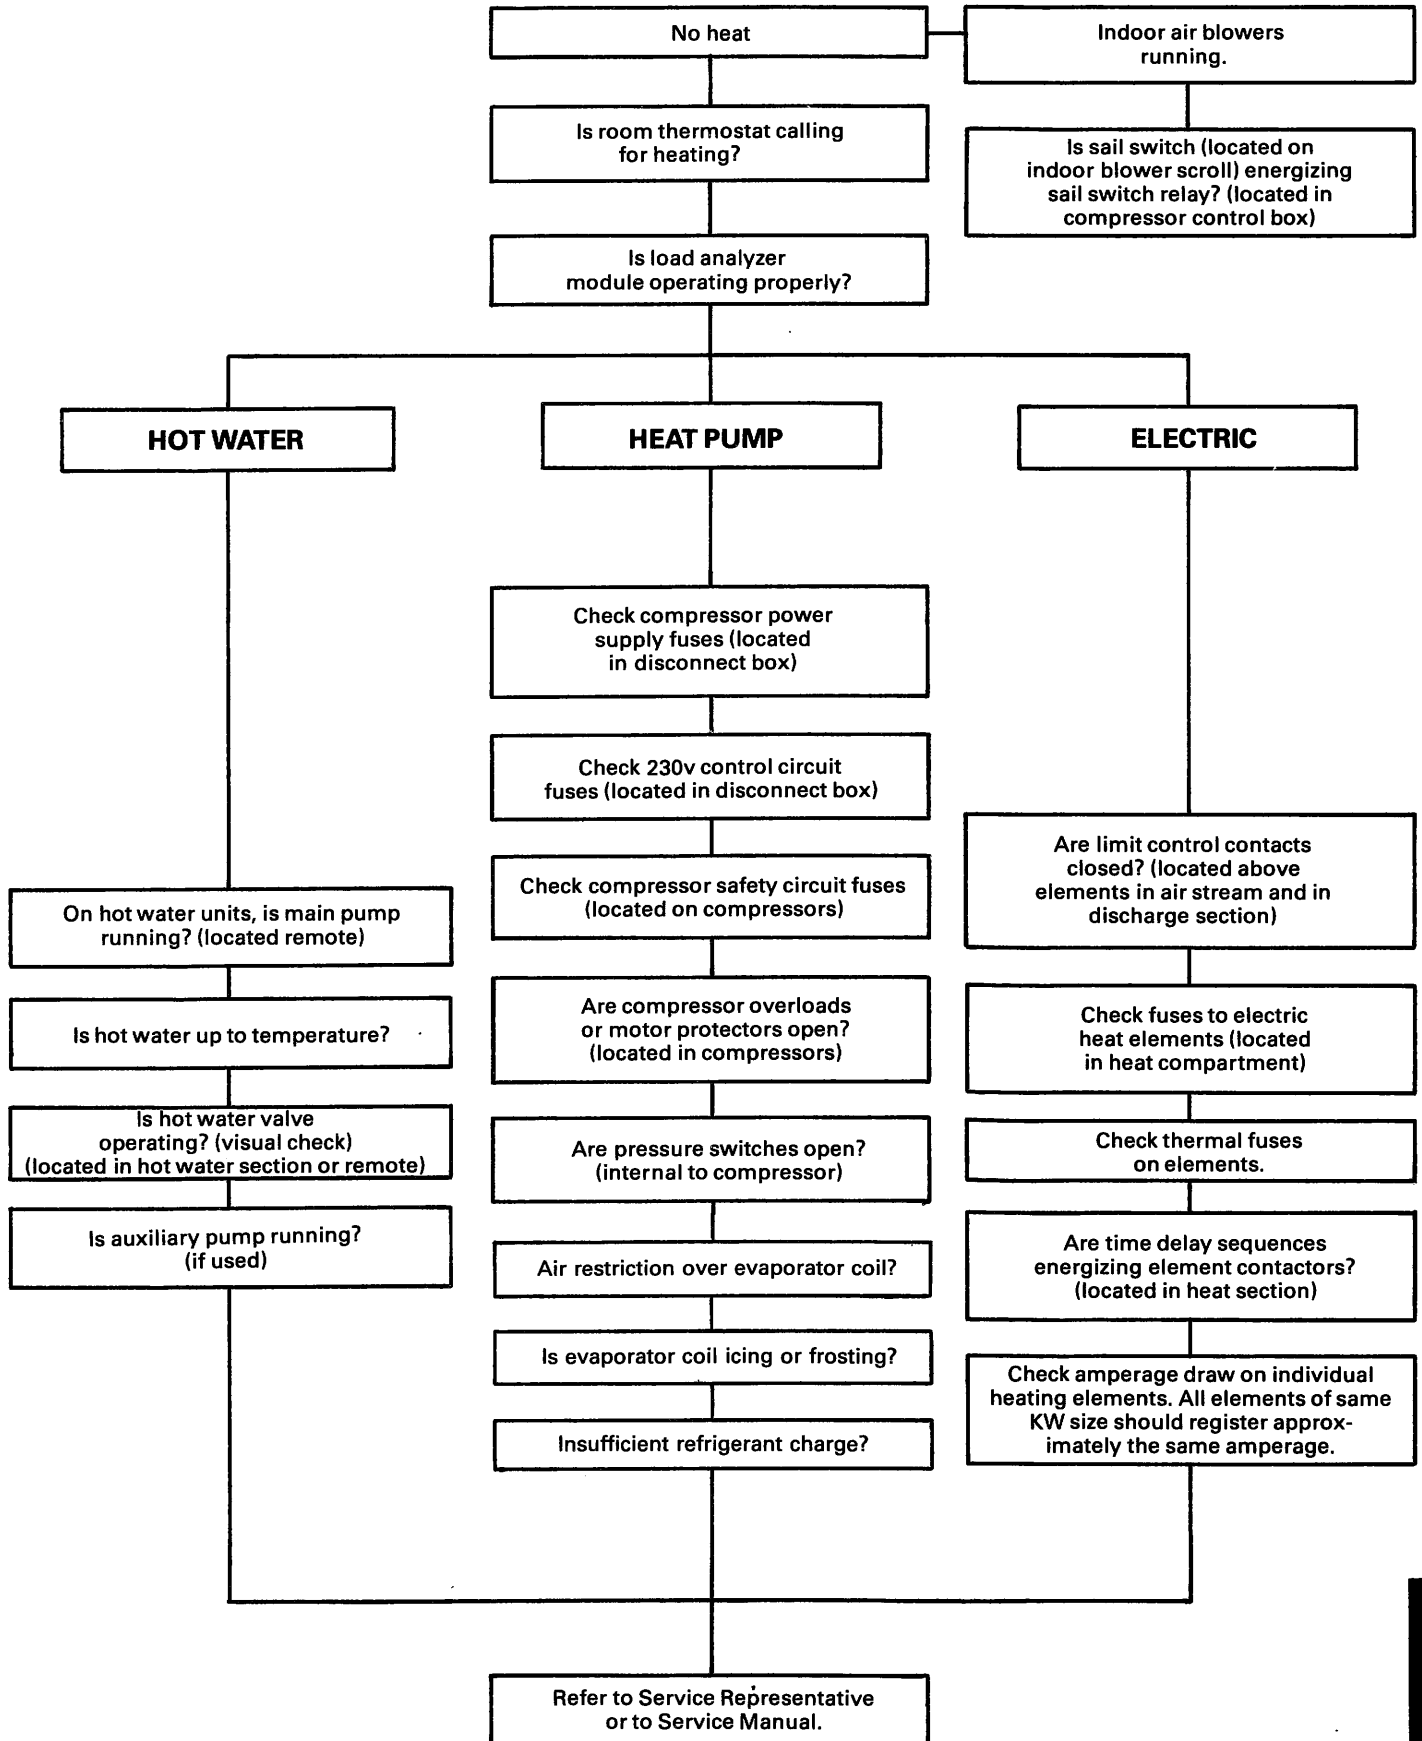 No heat
Indoor air blowers
running.
Is room thermostat calling
for heating?
Is sail switch (located on
indoor blower scroll) energizing
sail switch relay? (located in
compressor control box)
Is load analyzer
module operating properly?
HOT WATER
HEAT PUMP
ELECTRIC
On hot water units, is main pump
running? (located remote)
Is hot water up to temperature?
Is hot water valve
operating? (visual check)
(located in hot water section or remote)
Is auxiliary pump running?
(if used)
Check compressor power
supply fuses (located
in disconnect box)
Check 230v control circuit
fuses (located in disconnect box)
Check compressor safety circuit fuses
(located on compressors)
Are compressor overloads
or motor protectors open?
(located in compressors)
Are pressure switches open?
(internal to compressor)
Air restriction over evaporator coil?
Is evaporator coil icing or frosting?
Insufficient refrigerant charge?
Are limit control contacts
closed? (located above
elements in air stream and in
discharge section)
Check fuses to electric
heat elements (located
in heat compartment)
Check thermal fuses
on elements.
Are time delay sequences
energizing element contactors?
(located in heat section)
Check amperage draw on individual
heating elements. All elements of same
KW size should register approx-
imately the same amperage.
Refer to Service Representative
or to Service Manual.